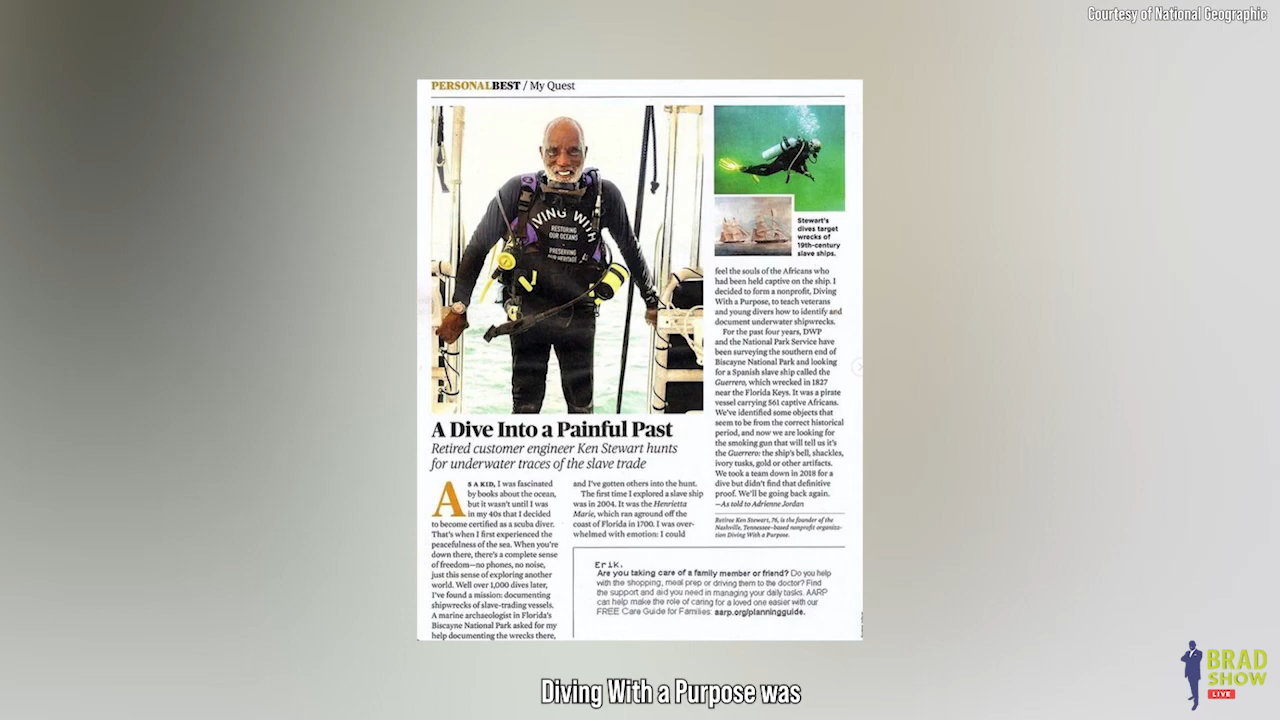 Courtesy of National Geographic
PERSONALBEST / My Quest
DIVING WITH
RESTORING
OUR OCEANS
PRESERVING
OUR HERITAGE
A Dive Into a Painful Past
Retired customer engineer Ken Stewart hunts
for underwater traces of the slave trade
AS A KID, I was fascinated
by books about the ocean,
but it wasn't until I was
in my 40s that I decided
to become certified as a scuba diver.
That's when I first experienced the
peacefulness of the sea. When you're
down there, there's a complete sense
of freedom—no phones, no noise,
just this sense of exploring another
world. Well over 1,000 dives later,
I've found a mission: documenting
shipwrecks of slave-trading vessels.
A marine archaeologist in Florida's
Biscayne National Park asked for my
help documenting the wrecks there,
and I've gotten others into the hunt.
The first time I explored a slave ship
was in 2004. It was the Henrietta
Marie, which ran aground off the
coast of Florida in 1700. I was over-
whelmed with emotion: I could
Stewart's
dives target
wrecks of
19th-century
slave ships.
feel the souls of the Africans who
had been held captive on the ship. I
decided to form a nonprofit, Diving
With a Purpose, to teach veterans
and young divers how to identify and
document underwater shipwrecks.
For the past four years, DWP
and the National Park Service have
been surveying the southern end of
Biscayne National Park and looking
for a Spanish slave ship called the
Guerrero, which wrecked in 1827
near the Florida Keys. It was a pirate
vessel carrying 561 captive Africans.
We've identified some objects that
seem to be from the correct historical
period, and now we are looking for
the smoking gun that will tell us it's
the Guerrero: the ship's bell, shackles,
ivory tusks, gold or other artifacts.
We took a team down in 2018 for a
dive but didn't find that definitive
proof. We'll be going back again.
—As told to Adrienne Jordan
Retiree Ken Stewart, 76, is the founder of the
Nashville, Tennessee–based nonprofit organiza-
tion Diving With a Purpose.
Erik,
Are you taking care of a family member or friend? Do you help
with the shopping, meal prep or driving them to the doctor? Find
the support and aid you need in managing your daily tasks. AARP
can help make the role of caring for a loved one easier with our
FREE Care Guide for Families: aarp.org/planningguide.
Diving With a Purpose was
BRAD
SHOW
LIVE